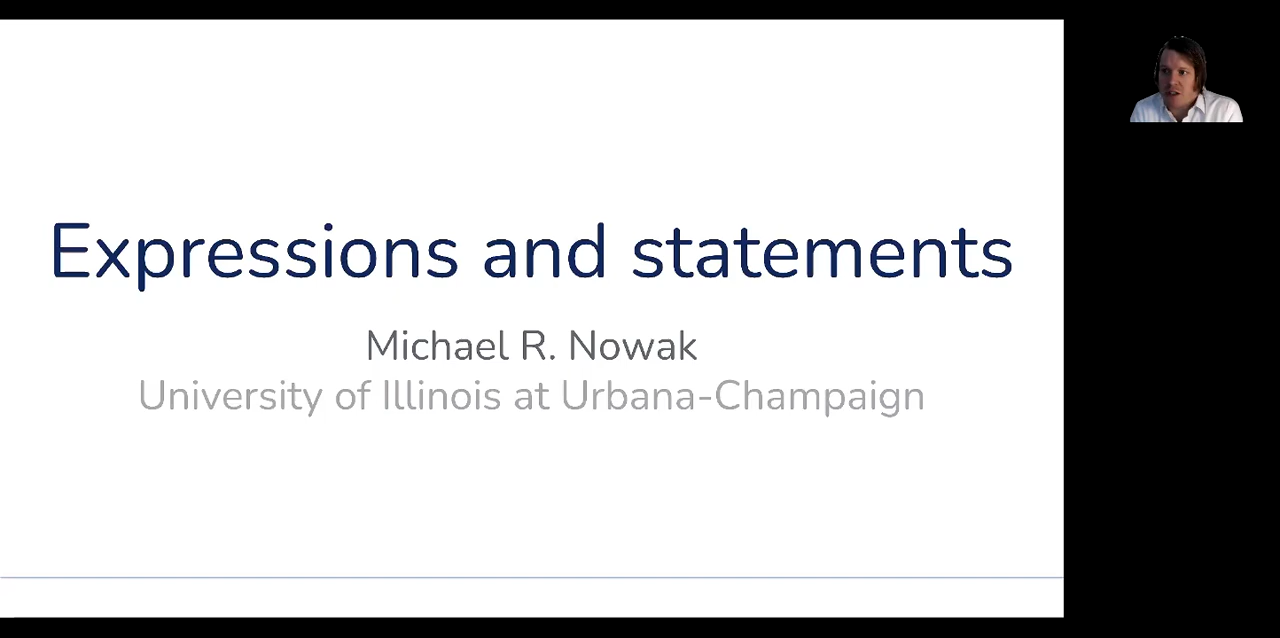 Expressions and statements
Michael R. Nowak
University of Illinois at Urbana-Champaign